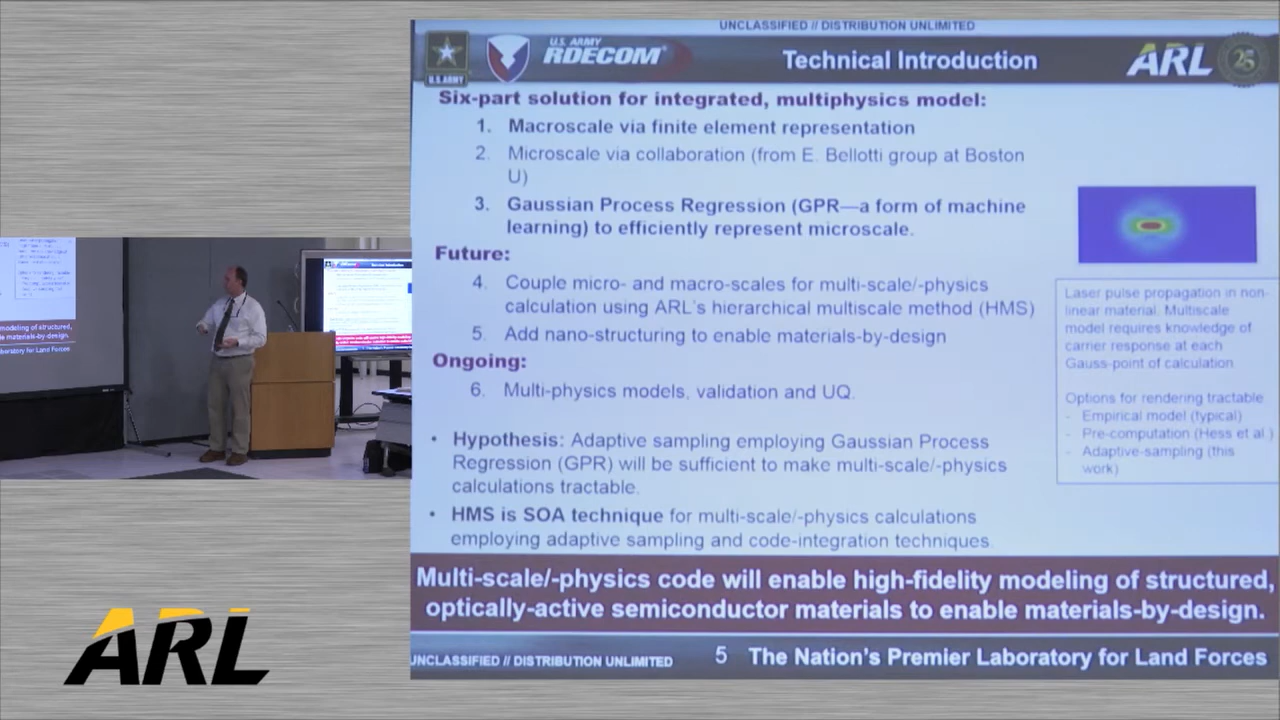 UNCLASSIFIED // DISTRIBUTION UNLIMITED
U.S.ARMY
U.S. ARMY
RDECOM
Technical Introduction
ARL
25
Six-part solution for integrated, multiphysics model:
1. Macroscale via finite element representation
2. Microscale via collaboration (from E. Bellotti group at Boston
U)
3. Gaussian Process Regression (GPR—a form of machine
learning) to efficiently represent microscale.
Future:
4. Couple micro- and macro-scales for multi-scale/-physics
calculation using ARL's hierarchical multiscale method (HMS)
5. Add nano-structuring to enable materials-by-design
Ongoing:
6. Multi-physics models, validation and UQ.
• Hypothesis: Adaptive sampling employing Gaussian Process
Regression (GPR) will be sufficient to make multi-scale/-physics
calculations tractable.
• HMS is SOA technique for multi-scale/-physics calculations
employing adaptive sampling and code-integration techniques.
Laser pulse propagation in non-
linear material. Multiscale
model requires knowledge of
carrier response at each
Gauss-point of calculation
Options for rendering tractable
- Empirical model (typical)
- Pre-computation (Hess et al.)
- Adaptive-sampling (this
work)
Multi-scale/-physics code will enable high-fidelity modeling of structured,
optically-active semiconductor materials to enable materials-by-design.
UNCLASSIFIED // DISTRIBUTION UNLIMITED
5
The Nation's Premier Laboratory for Land Forces
modeling of structured,
le materials-by-design.
boratory for Land Forces
ARL